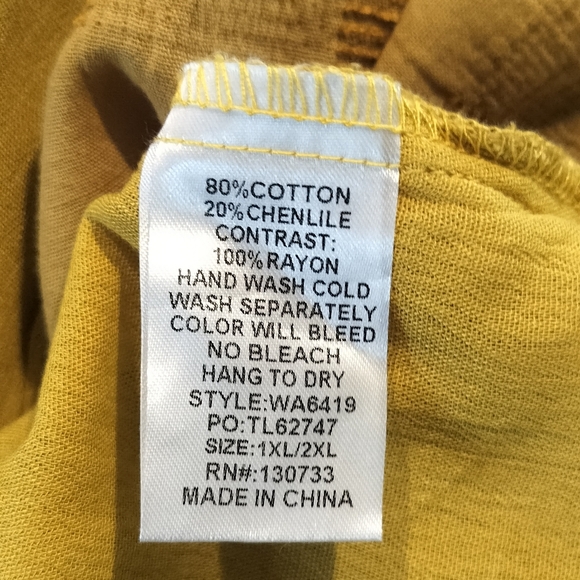 80%COTTON
20%CHENLILE
CONTRAST:
100%RAYON
HAND WASH COLD
WASH SEPARATELY
COLOR WILL BLEED
NO BLEACH
HANG TO DRY
STYLE:WA6419
PO:TL62747
SIZE:1XL/2XL
RN#:130733
MADE IN CHINA